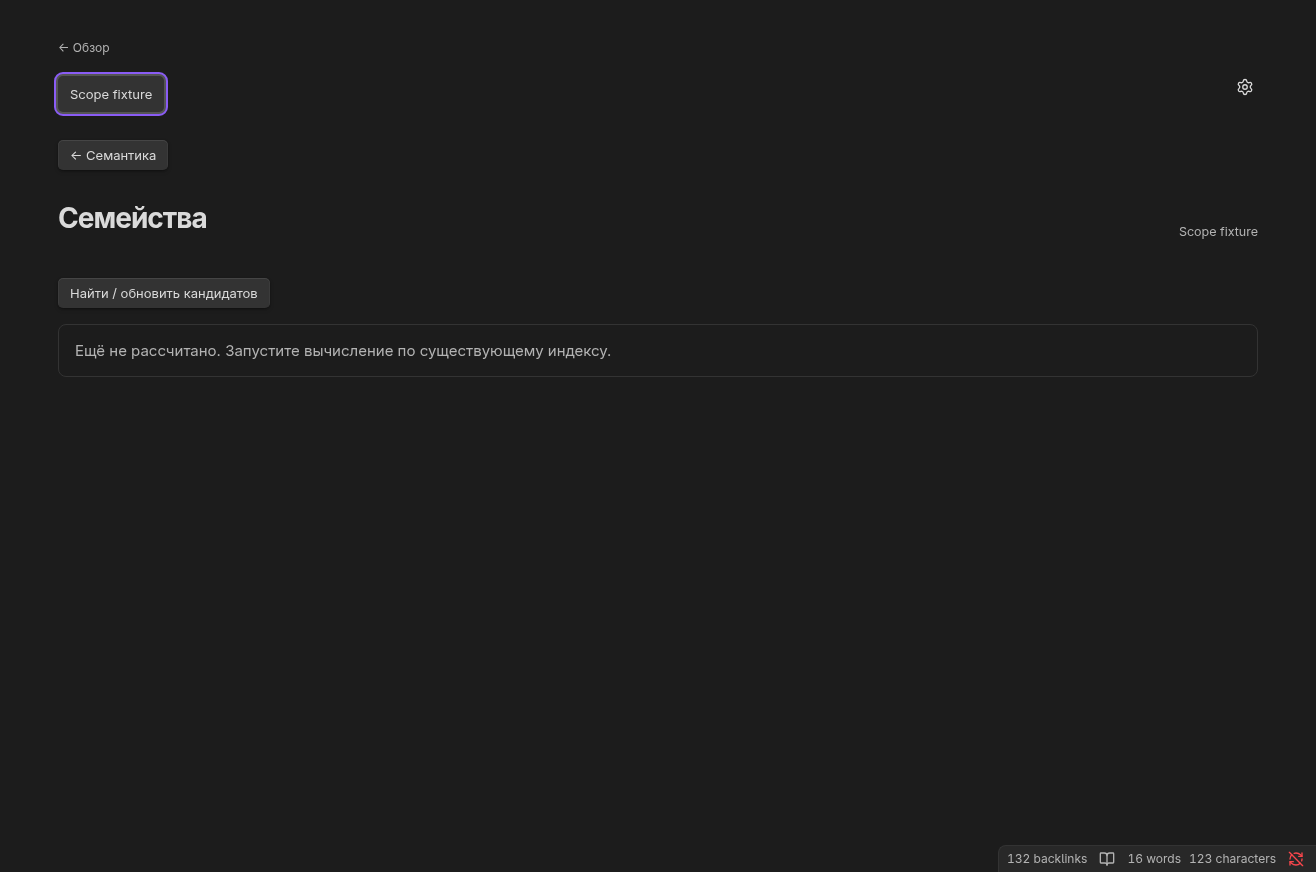 ← Обзор
Scope fixture
← Семантика
Семейства
Scope fixture
Найти / обновить кандидатов
Ещё не рассчитано. Запустите вычисление по существующему индексу.
132 backlinks 16 words 123 characters